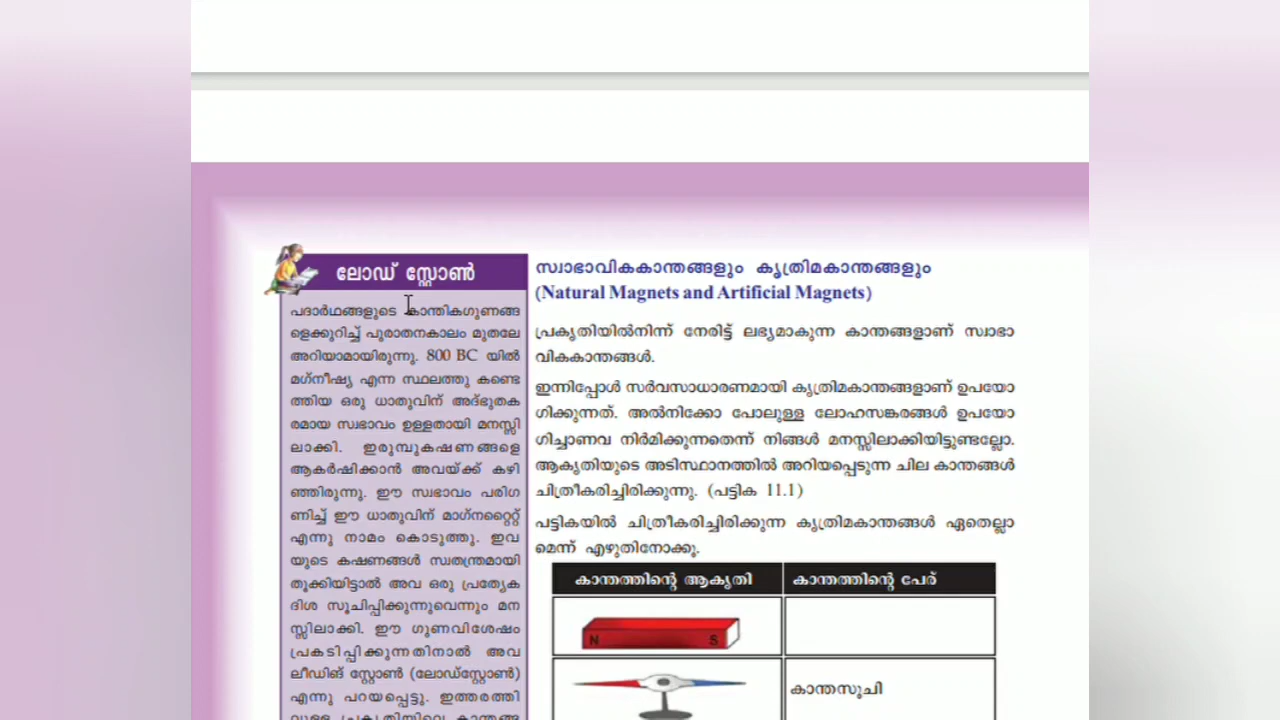 ലോഡ് സ്റ്റോൺ
പദാർഥങ്ങളുടെ കാന്തികഗുണങ്ങ
ളെക്കുറിച്ച് പുരാതനകാലം മുതലേ
അറിയാമായിരുന്നു. 800 BC യിൽ
മഗ്നീഷ്യ എന്ന സ്ഥലത്തു കണ്ടെ
ത്തിയ ഒരു ധാതുവിന് അദ്ഭുതക
രമായ സ്വഭാവം ഉള്ളതായി മനസ്സി
ലാക്കി. ഇരുമ്പുകഷണങ്ങളെ
ആകർഷിക്കാൻ അവയ്ക്ക് കഴി
ഞ്ഞിരുന്നു. ഈ സ്വഭാവം പരിഗ
ണിച്ച് ഈ ധാതുവിന് മാഗ്നറ്റൈറ്റ്
എന്നു നാമം കൊടുത്തു. ഇവ
യുടെ കഷണങ്ങൾ സ്വതന്ത്രമായി
തൂക്കിയിട്ടാൽ അവ ഒരു പ്രത്യേക
ദിശ സൂചിപ്പിക്കുന്നുവെന്നും മന
സ്സിലാക്കി. ഈ ഗുണവിശേഷം
പ്രകടിപ്പിക്കുന്നതിനാൽ അവ
ലീഡിങ് സ്റ്റോൺ (ലോഡ്സ്റ്റോൺ)
എന്നു പറയപ്പെട്ടു. ഇത്തരത്തി
ലുള്ള പ്രകൃതിയിലെ കാന്തങ്ങ
സ്വാഭാവികകാന്തങ്ങളും കൃത്രിമകാന്തങ്ങളും
(Natural Magnets and Artificial Magnets)
പ്രകൃതിയിൽനിന്ന് നേരിട്ട് ലഭ്യമാകുന്ന കാന്തങ്ങളാണ് സ്വാഭാ
വികകാന്തങ്ങൾ.
ഇന്നിപ്പോൾ സർവസാധാരണമായി കൃത്രിമകാന്തങ്ങളാണ് ഉപയോ
ഗിക്കുന്നത്. അൽനിക്കോ പോലുള്ള ലോഹസങ്കരങ്ങൾ ഉപയോ
ഗിച്ചാണവ നിർമിക്കുന്നതെന്ന് നിങ്ങൾ മനസ്സിലാക്കിയിട്ടുണ്ടല്ലോ.
ആകൃതിയുടെ അടിസ്ഥാനത്തിൽ അറിയപ്പെടുന്ന ചില കാന്തങ്ങൾ
ചിത്രീകരിച്ചിരിക്കുന്നു. (പട്ടിക 11.1)
പട്ടികയിൽ ചിത്രീകരിച്ചിരിക്കുന്ന കൃത്രിമകാന്തങ്ങൾ ഏതെല്ലാ
മെന്ന് എഴുതിനോക്കൂ.
കാന്തത്തിന്റെ ആകൃതി കാന്തത്തിന്റെ പേര്
N S
കാന്തസൂചി